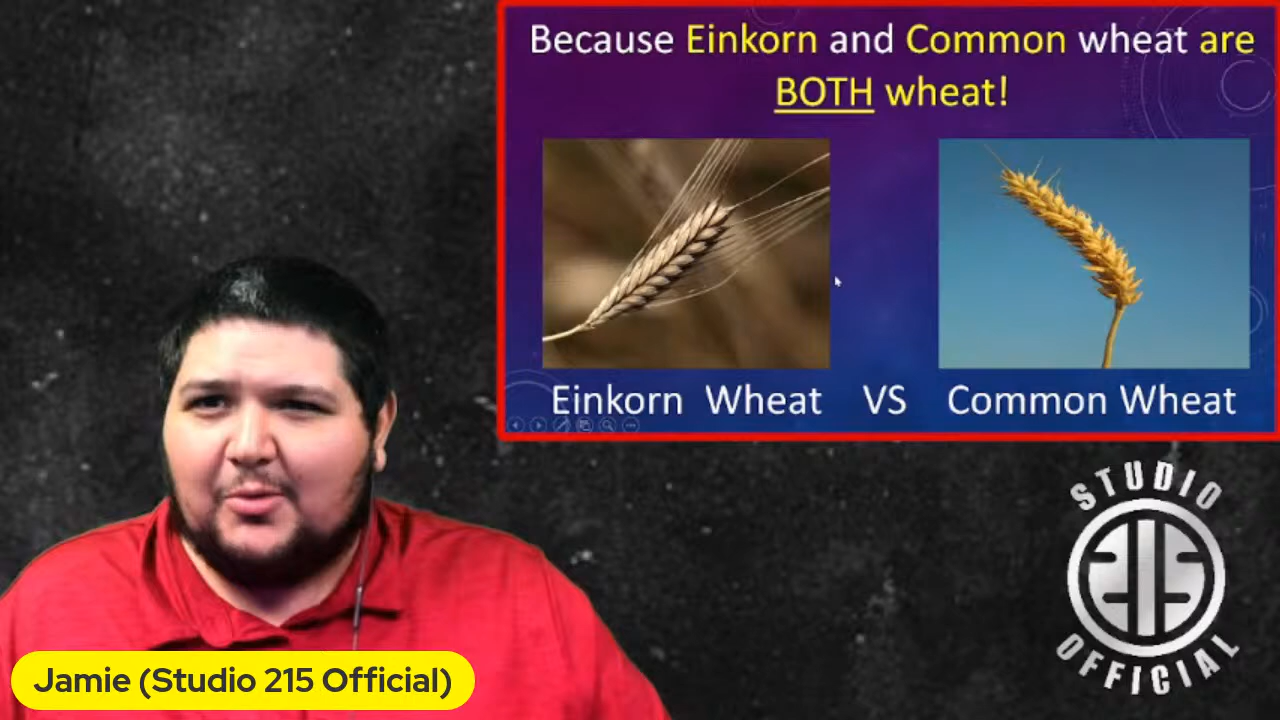 Because Einkorn and Common wheat are
BOTH wheat!
Einkorn Wheat VS Common Wheat
STUDIO
215
OFFICIAL
Jamie (Studio 215 Official)